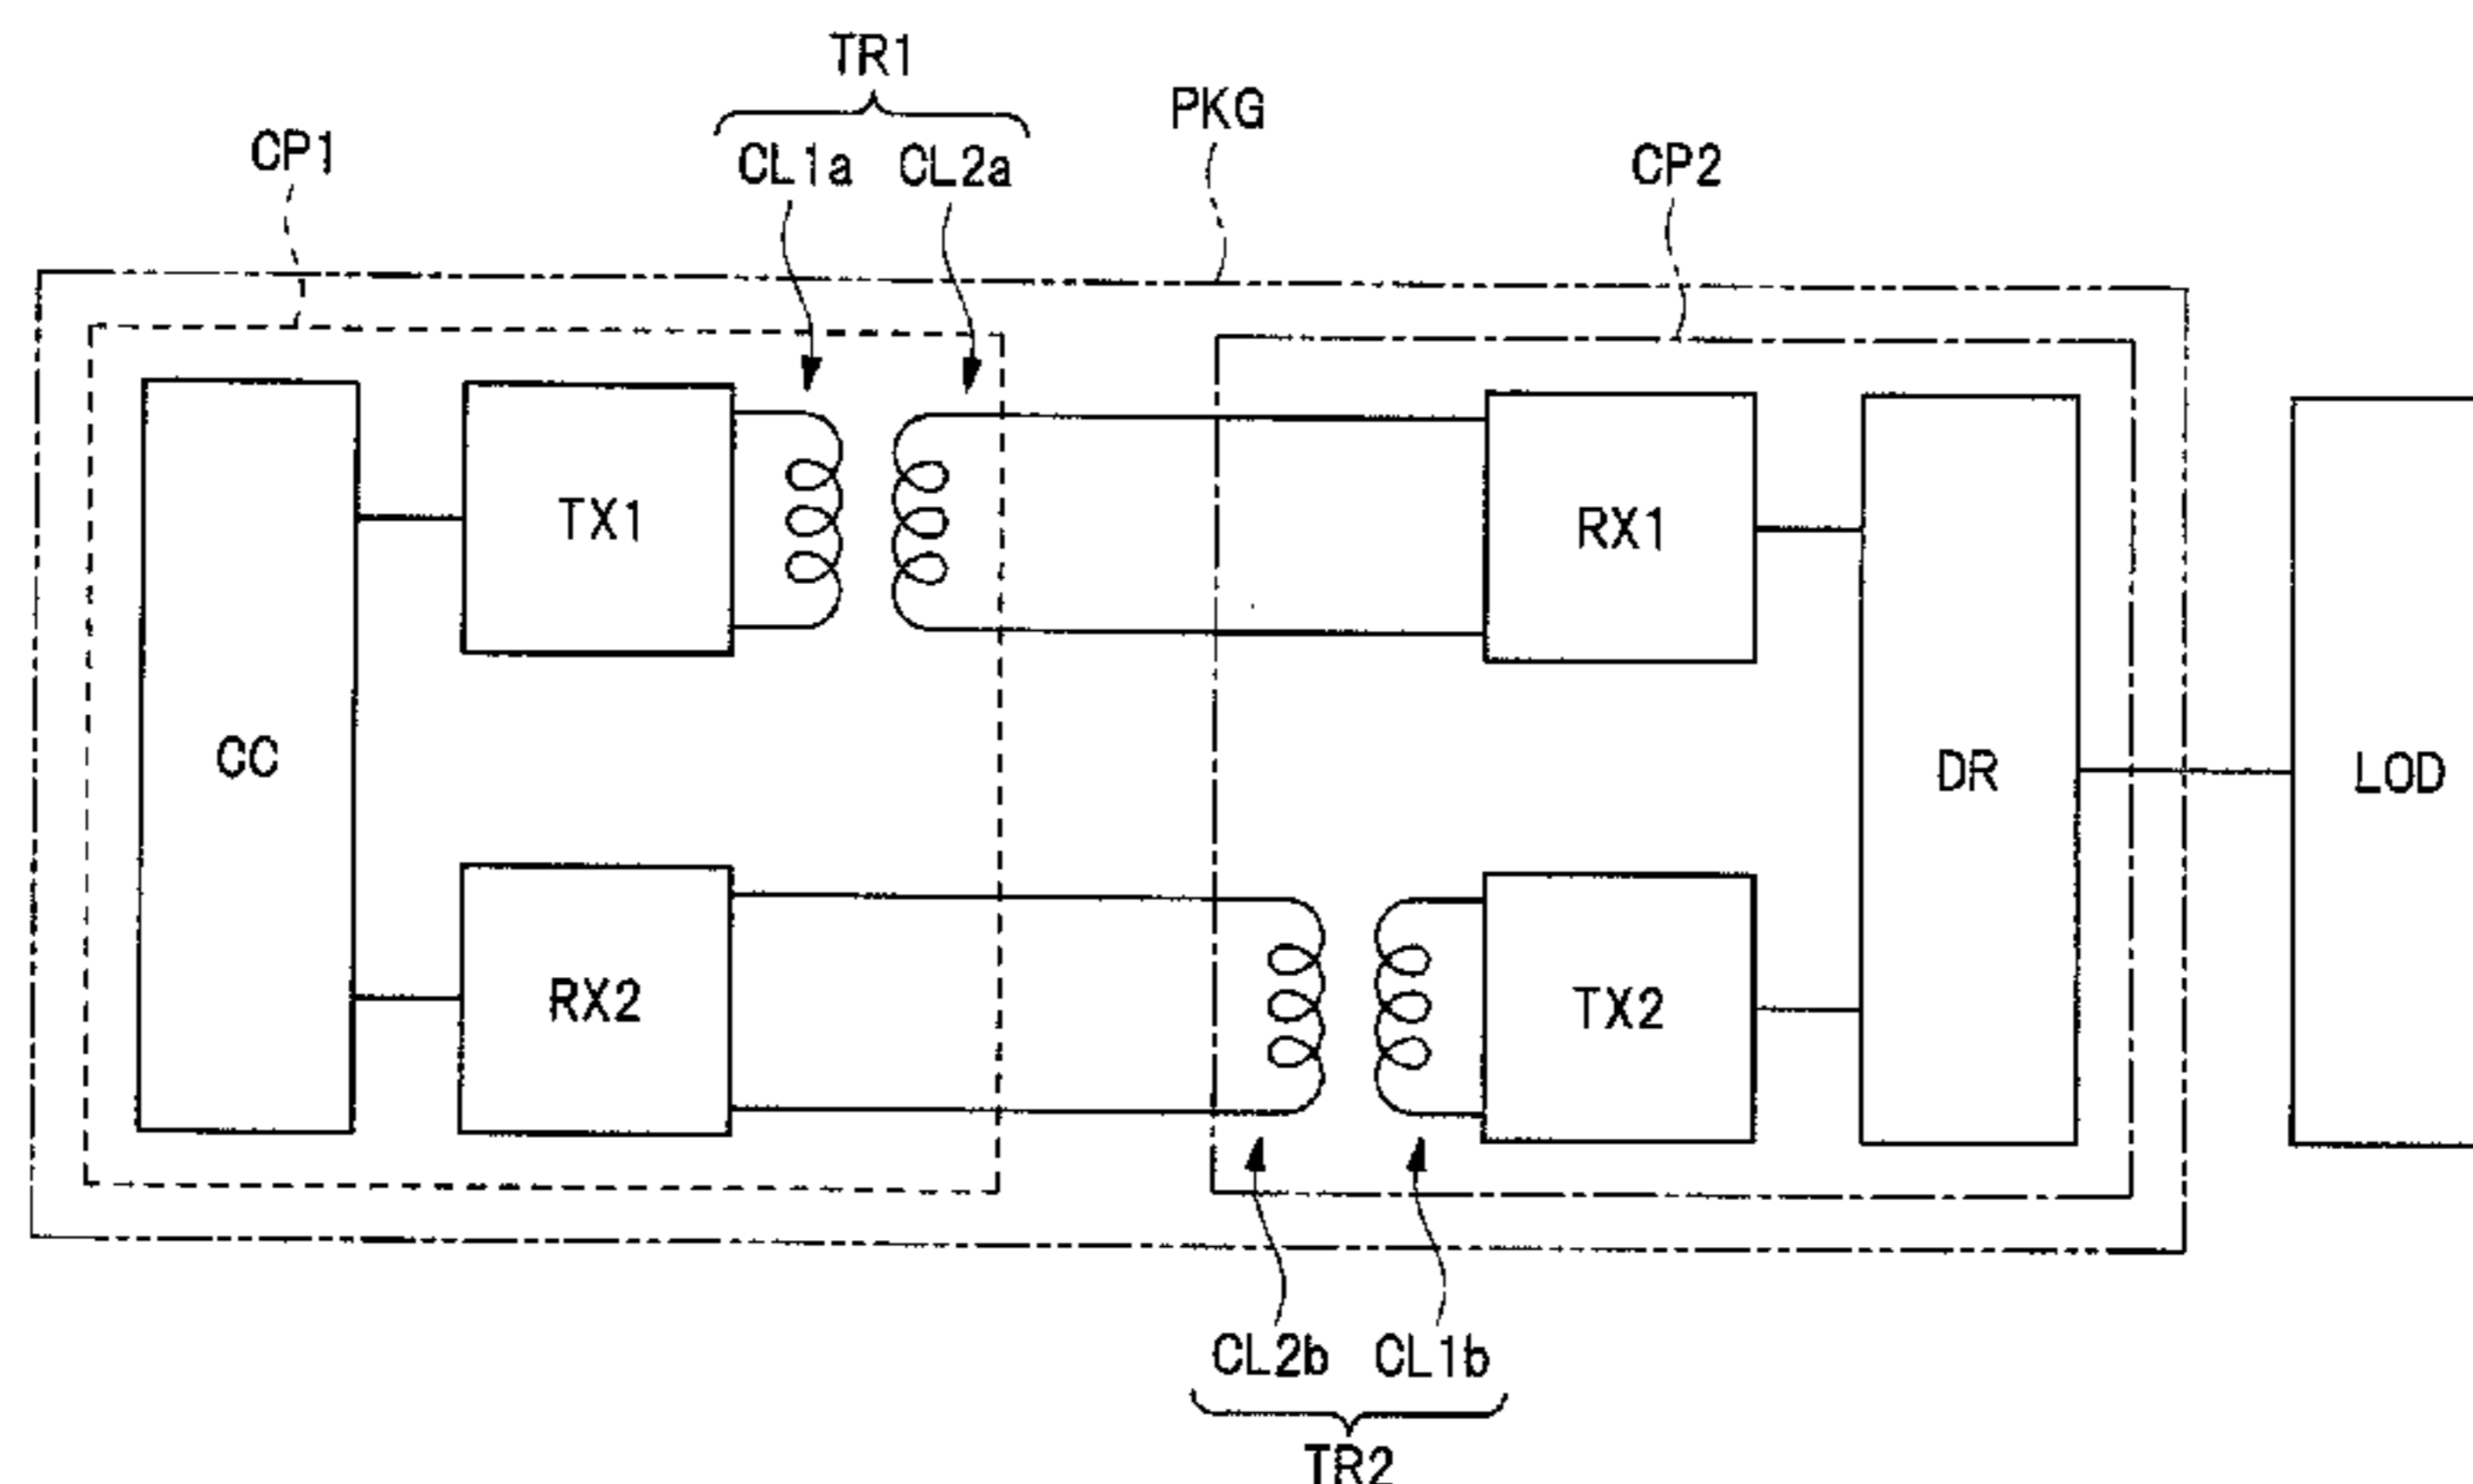 TR1
PKG
CP1
CL1a CL2a
CP2
TX1
RX1
CC
DR
LOD
RX2
TX2
CL2b CL1b
TR2